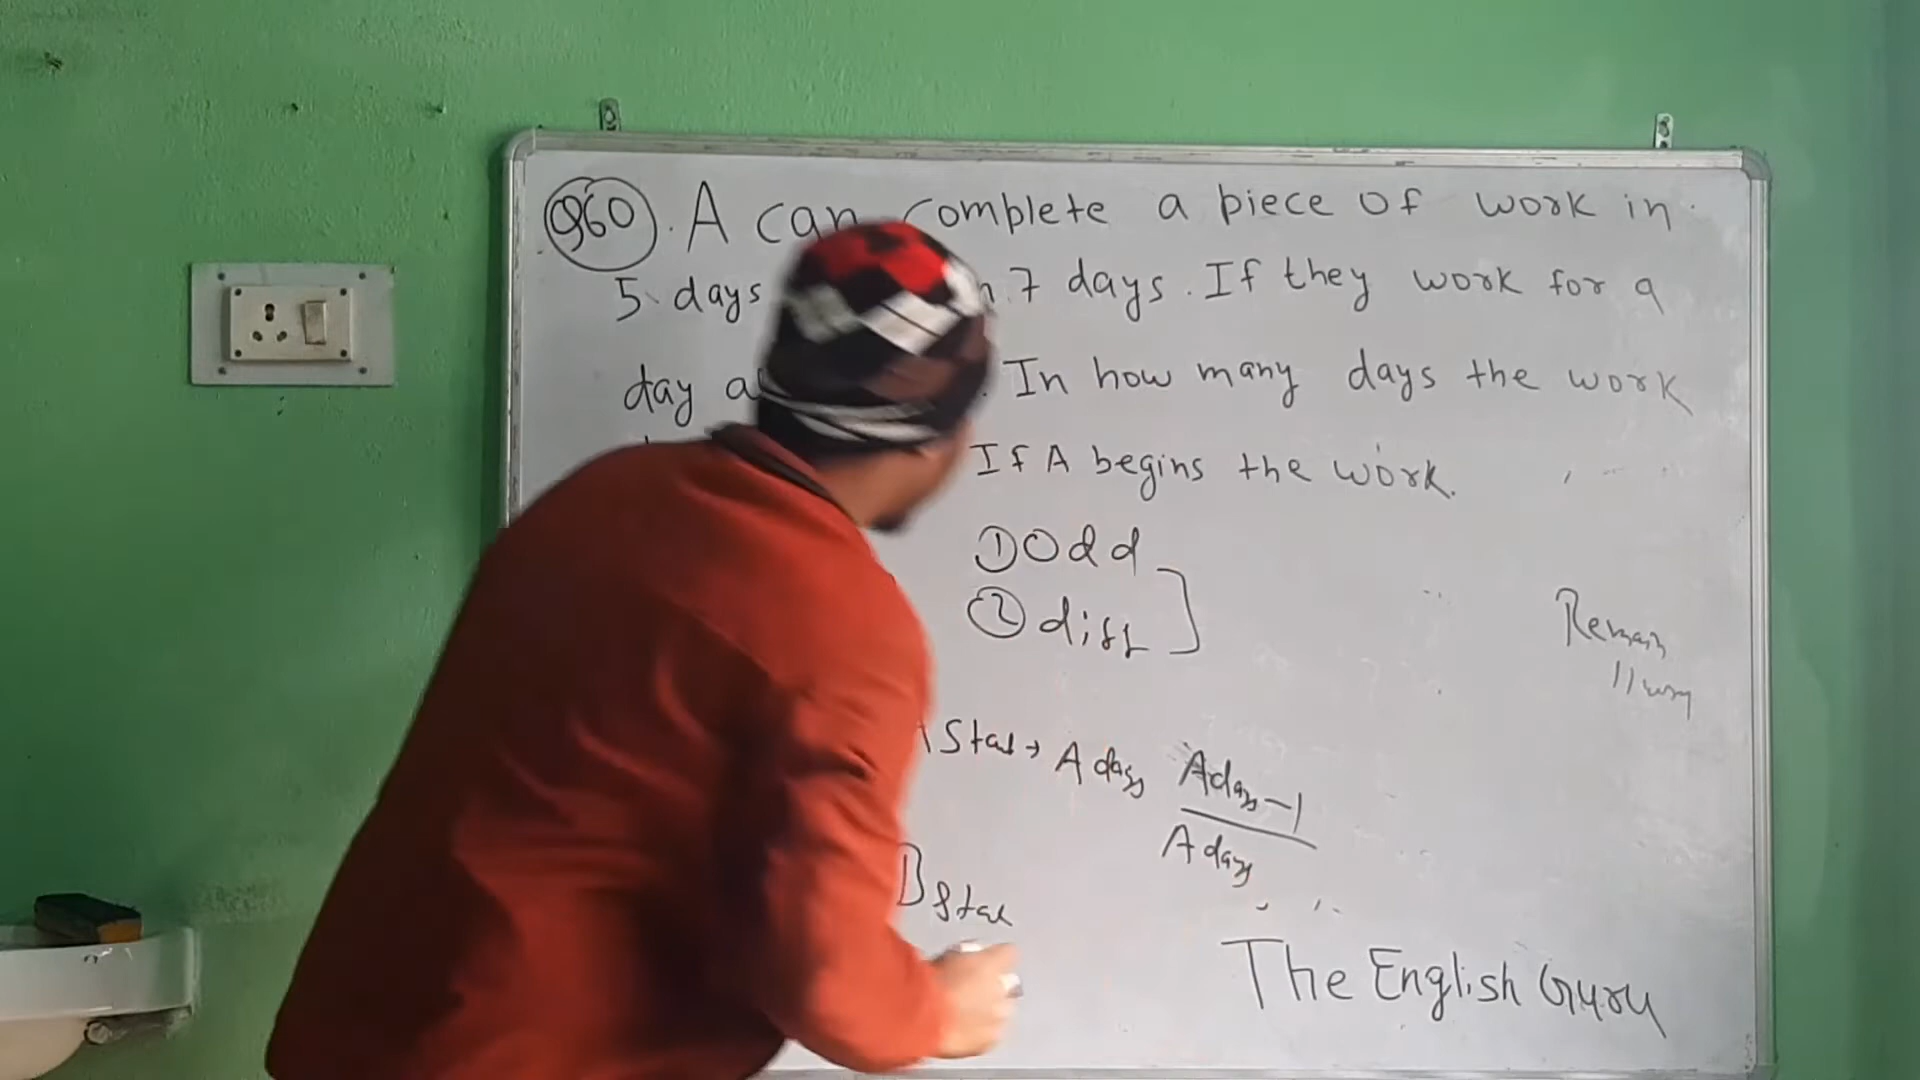 Q60. A can complete a piece of work in
5 days 7 days. If they work for a
day In how many days the work
If A begins the work.
① Odd
② diff
Remain
Start → A days A days - 1
A days
B Start
The English Guru